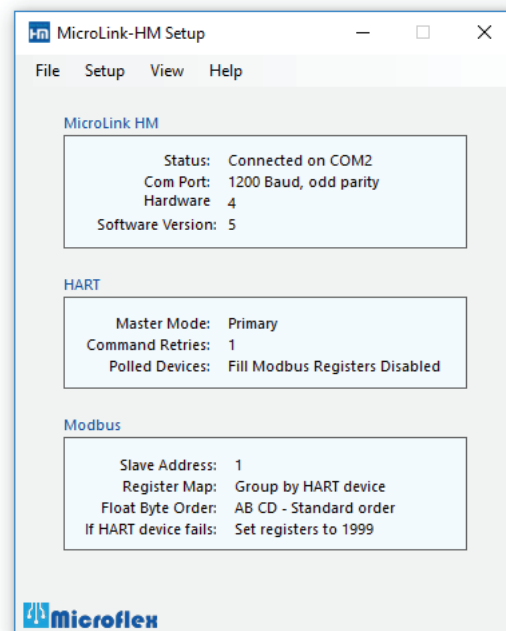 HM MicroLink-HM Setup
File Setup View Help
MicroLink HM
Status: Connected on COM2
Com Port: 1200 Baud, odd parity
Hardware 4
Software Version: 5
HART
Master Mode: Primary
Command Retries: 1
Polled Devices: Fill Modbus Registers Disabled
Modbus
Slave Address: 1
Register Map: Group by HART device
Float Byte Order: AB CD - Standard order
If HART device fails: Set registers to 1999
Microflex